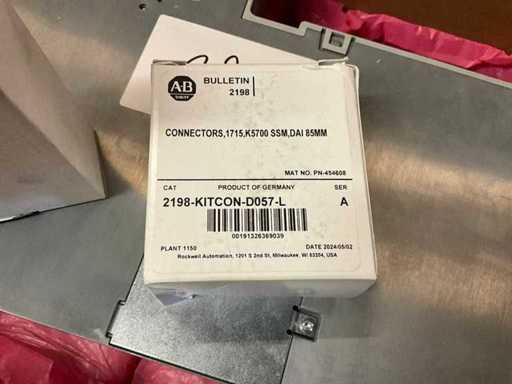 AB
BULLETIN
2198
CONNECTORS,1715,K5700 SSM,DAI 85MM
MAT NO. PN-454608
CAT PRODUCT OF GERMANY SER
2198-KITCON-D057-L A
00191326369039
PLANT 1150 DATE 2024/05/02
Rockwell Automation, 1201 S 2nd St, Milwaukee, WI 53204, USA